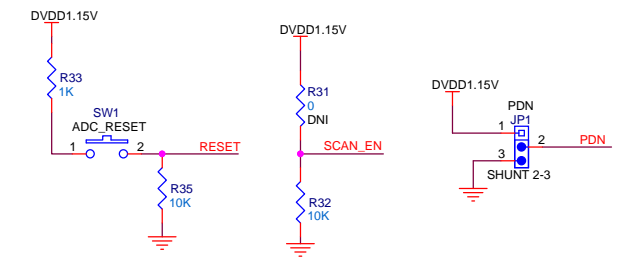 DVDD1.15V
R33
1K
SW1
ADC_RESET
1
2
RESET
R35
10K
DVDD1.15V
R31
0
DNI
SCAN_EN
R32
10K
DVDD1.15V
PDN
JP1
1
2
PDN
3
SHUNT 2-3